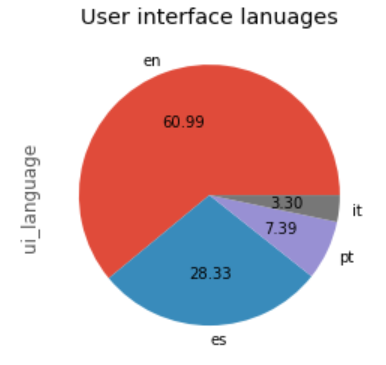 User interface lanuages
en
60.99
ui_language
3.30
it
7.39
pt
28.33
es